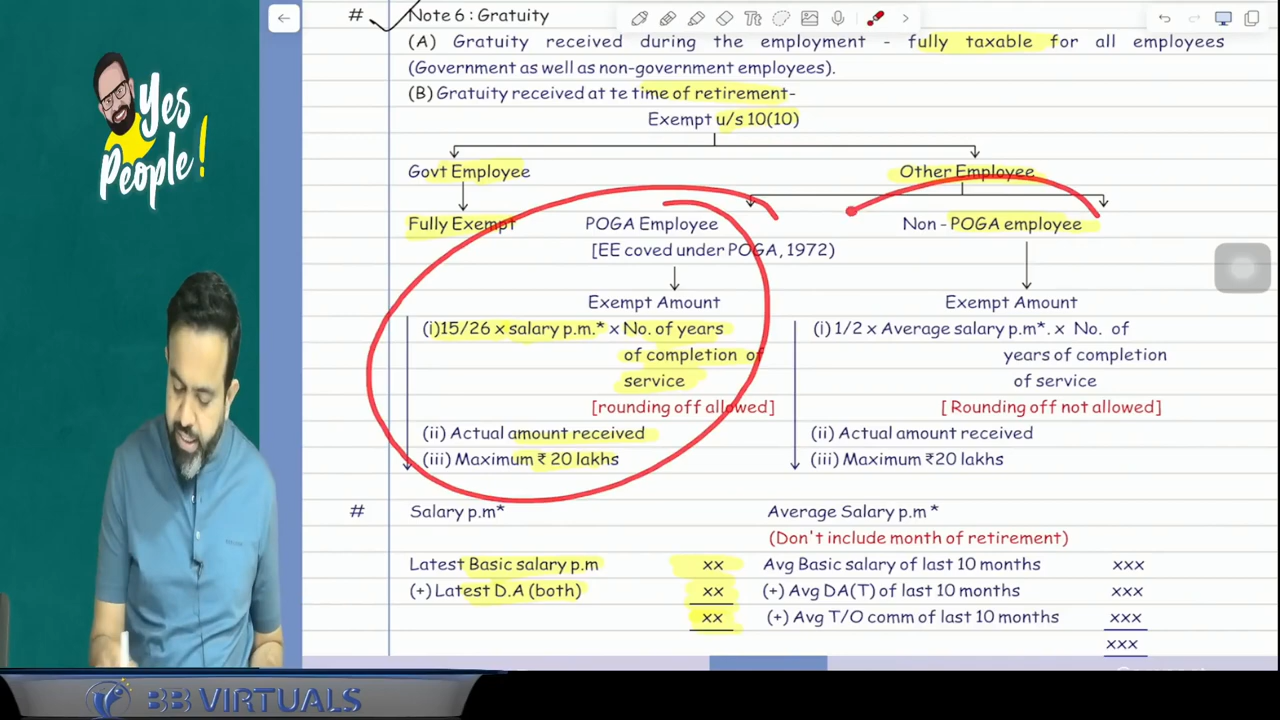 Yes
People!
# Note 6 : Gratuity
(A) Gratuity received during the employment - fully taxable for all employees
(Government as well as non-government employees).
(B) Gratuity received at te time of retirement-
Exempt u/s 10(10)
Govt Employee
Other Employee
Fully Exempt
POGA Employee
Non - POGA employee
[EE coved under POGA, 1972)
Exempt Amount
(i)15/26 x salary p.m.* x No. of years
of completion of
service
[rounding off allowed]
(ii) Actual amount received
(iii) Maximum ₹ 20 lakhs
Exempt Amount
(i) 1/2 x Average salary p.m*. x No. of
years of completion
of service
[ Rounding off not allowed]
(ii) Actual amount received
(iii) Maximum ₹20 lakhs
# Salary p.m*
Latest Basic salary p.m xx
(+) Latest D.A (both) xx
xx
Average Salary p.m *
(Don't include month of retirement)
Avg Basic salary of last 10 months xxx
(+) Avg DA(T) of last 10 months xxx
(+) Avg T/O comm of last 10 months xxx
xxx
BB VIRTUALS